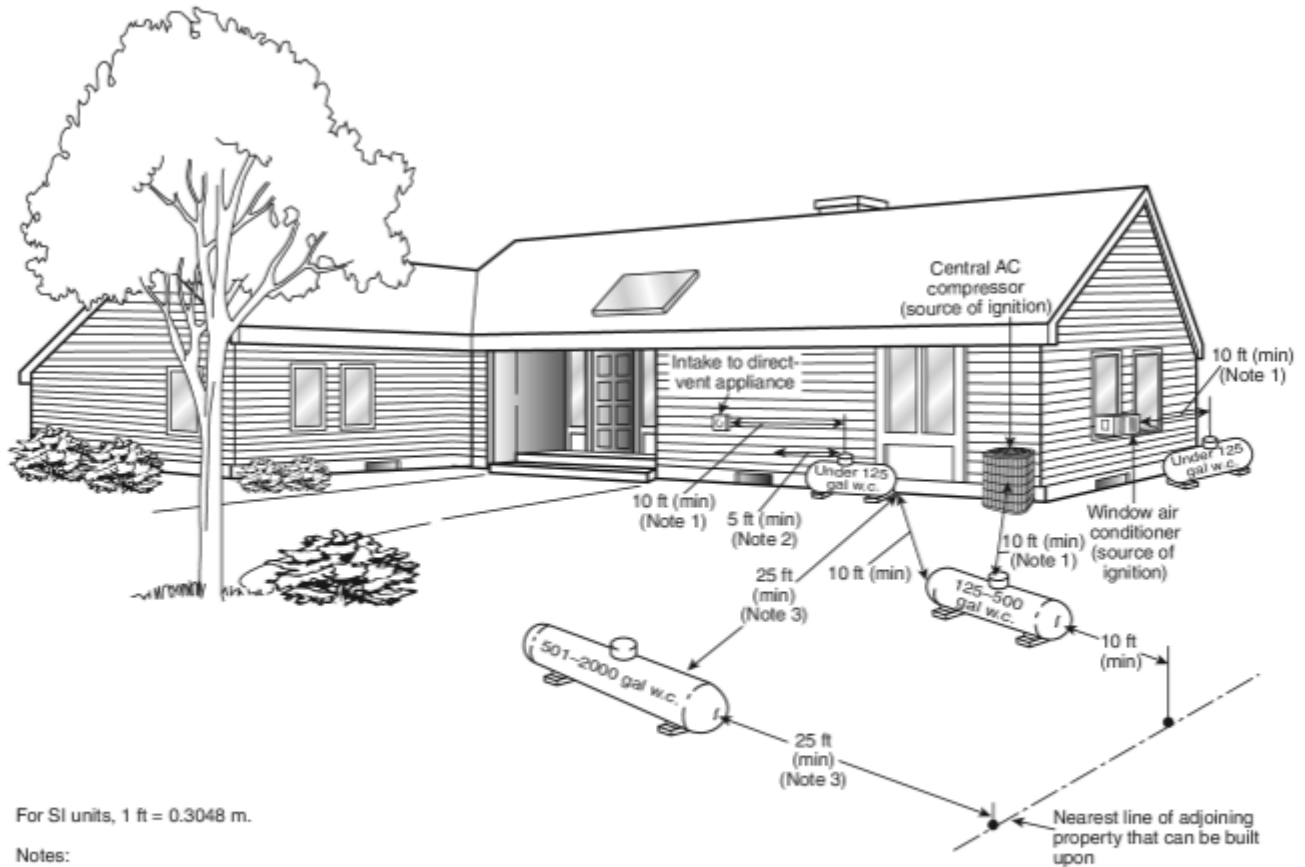 Central AC
compressor
(source of ignition)
10 ft (min)
(Note 1)
Intake to direct-
vent appliance
Under 125
gal w.c.
Under 125
gal w.c.
10 ft (min)
(Note 1)
5 ft (min)
(Note 2)
Window air
conditioner
(source of
ignition)
10 ft (min)
(Note 1)
25 ft
(min)
(Note 3)
10 ft (min)
125–500
gal w.c.
10 ft
(min)
501–2000 gal w.c.
25 ft
(min)
(Note 3)
Nearest line of adjoining
property that can be built
upon
For SI units, 1 ft = 0.3048 m.
Notes: